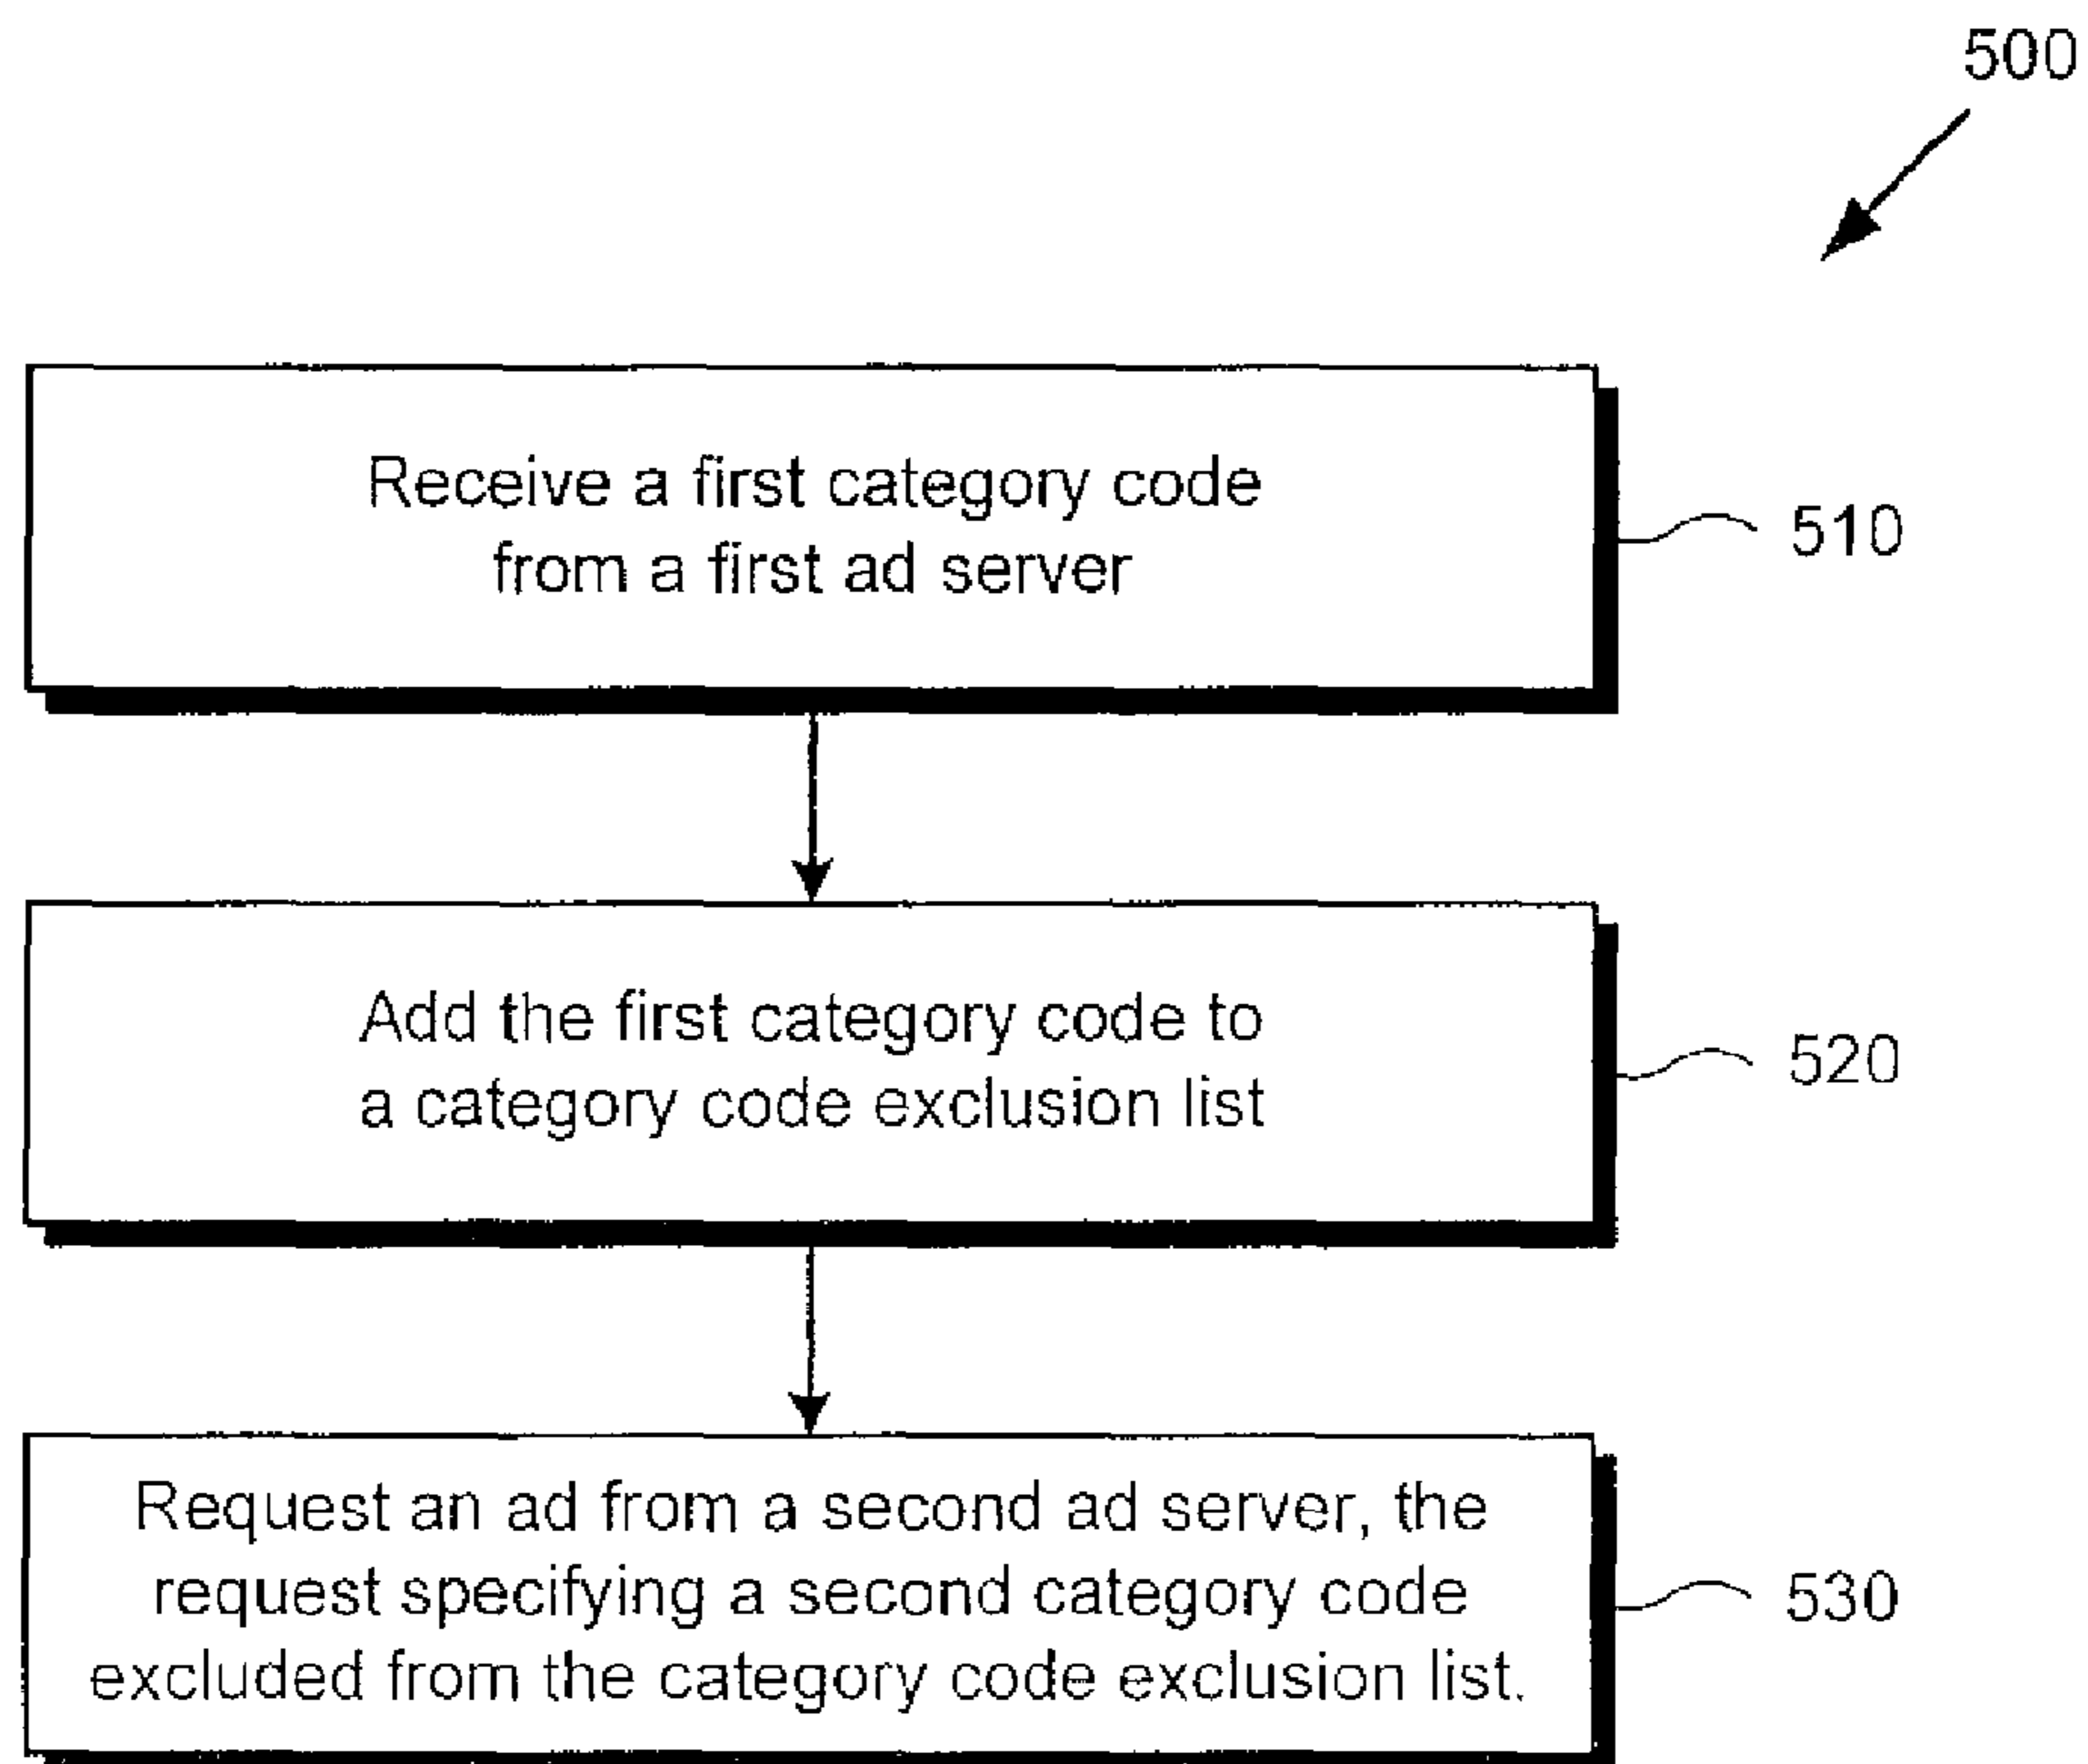 500
Receive a first category code
from a first ad server
510
Add the first category code to
a category code exclusion list
520
Request an ad from a second ad server, the
request specifying a second category code
excluded from the category code exclusion list.
530